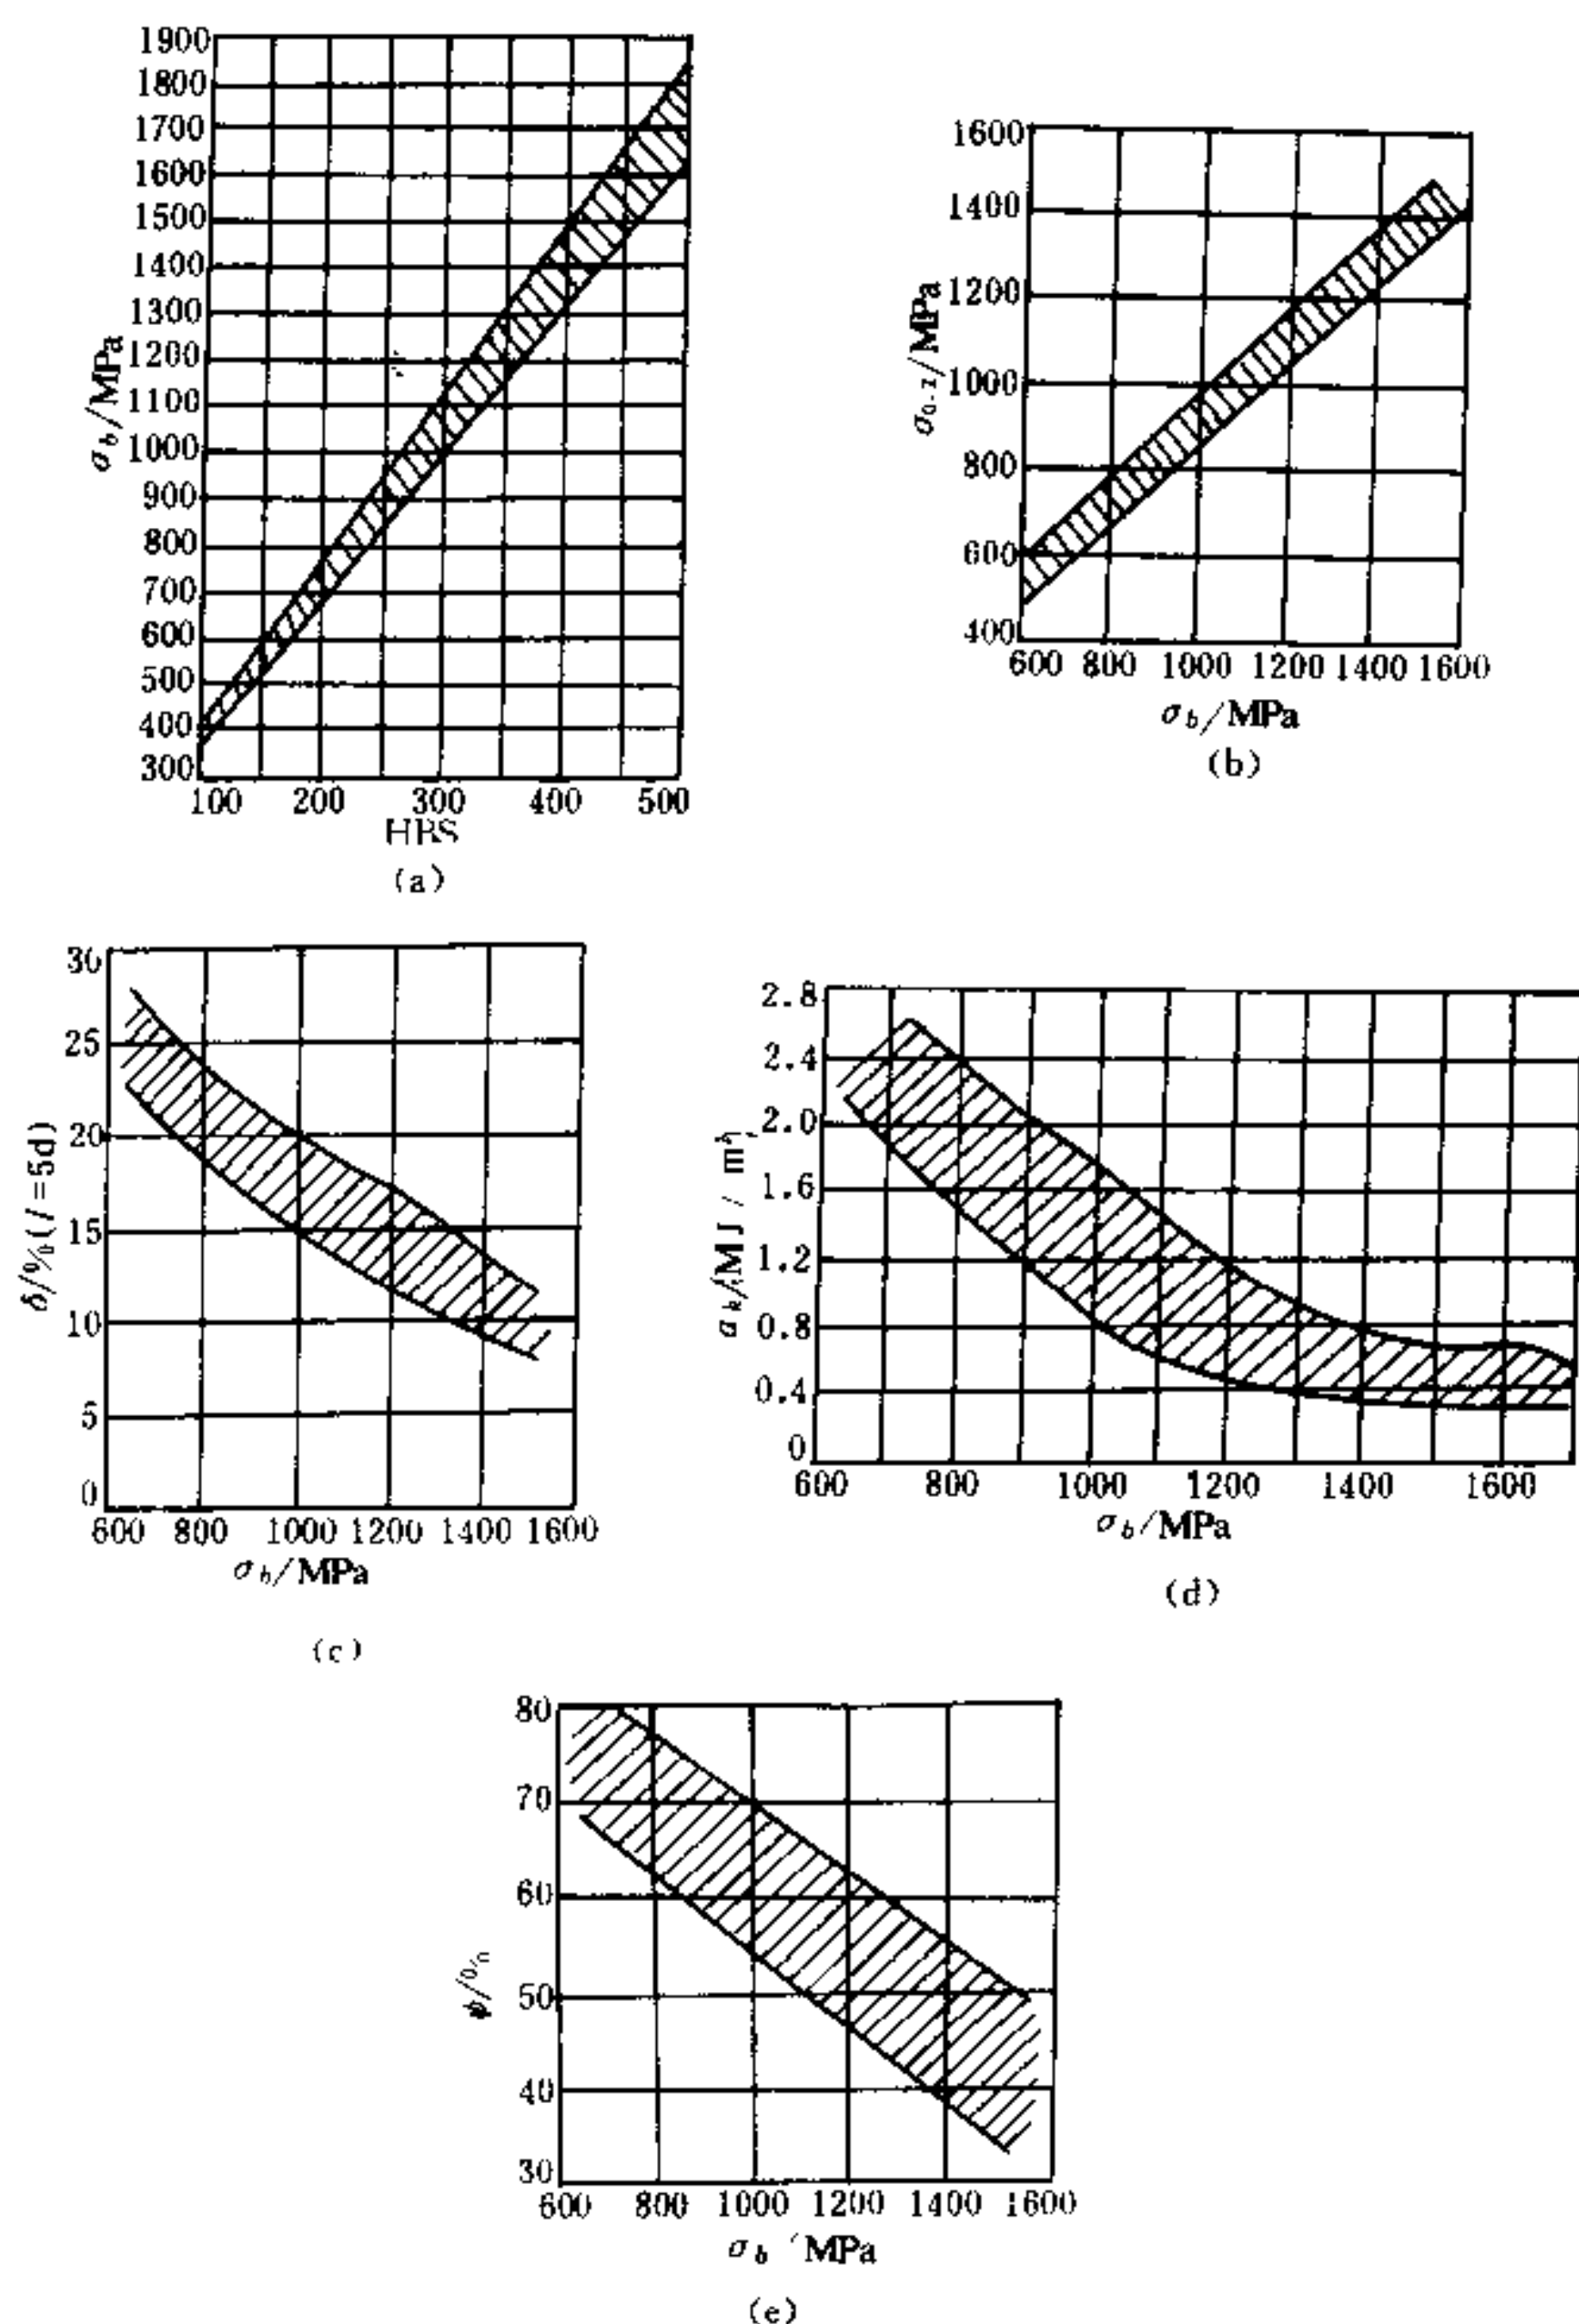 1900
1800
1700
1600
1500
1400
1300
1200
1100
1000
900
800
700
600
500
400
300
σb/MPa
100 200 300 400 500
HBS
(a)
1600
1400
1200
1000
800
600
400
σ0.2/MPa
600 800 1000 1200 1400 1600
σb/MPa
(b)
30
25
20
15
10
5
0
δ/%(l=5d)
600 800 1000 1200 1400 1600
σb/MPa
(c)
2.8
2.4
2.0
1.6
1.2
0.8
0.4
0
ak/(MJ/m²)
600 800 1000 1200 1400 1600
σb/MPa
(d)
80
70
60
50
40
30
ψ/%
600 800 1000 1200 1400 1600
σb/MPa
(e)